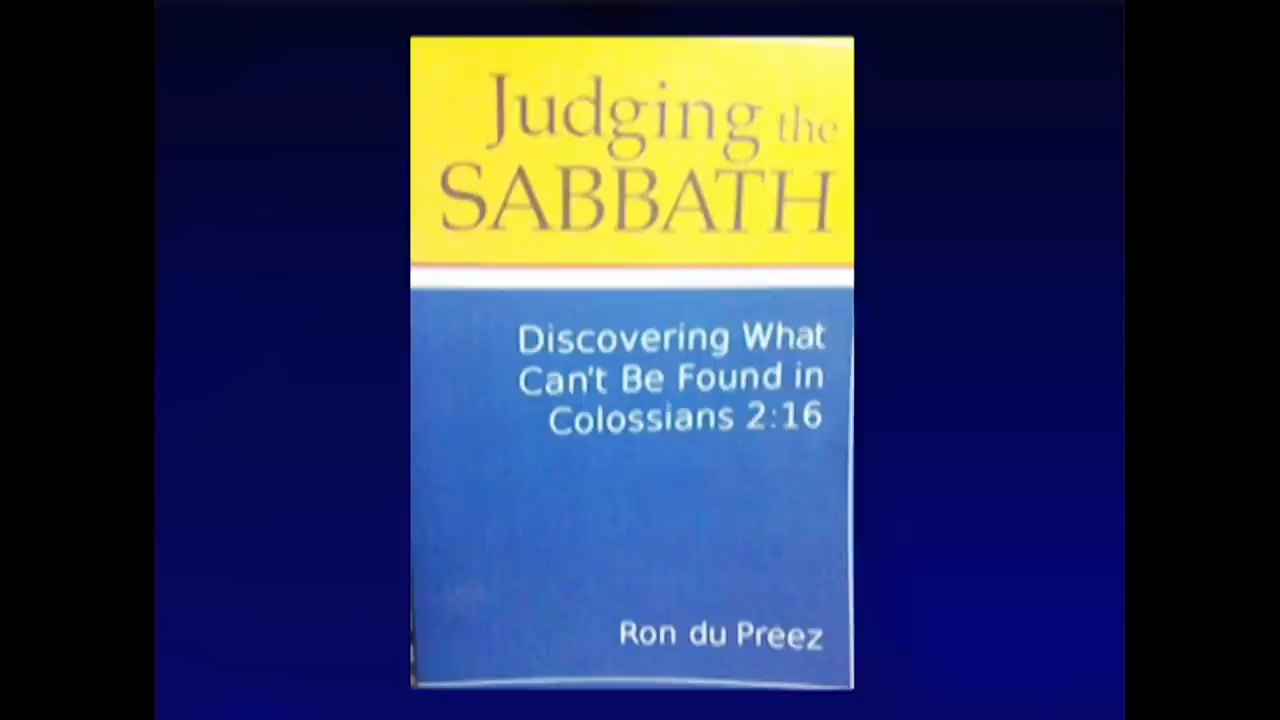 Judging the
SABBATH
Discovering What
Can't Be Found in
Colossians 2:16
Ron du Preez